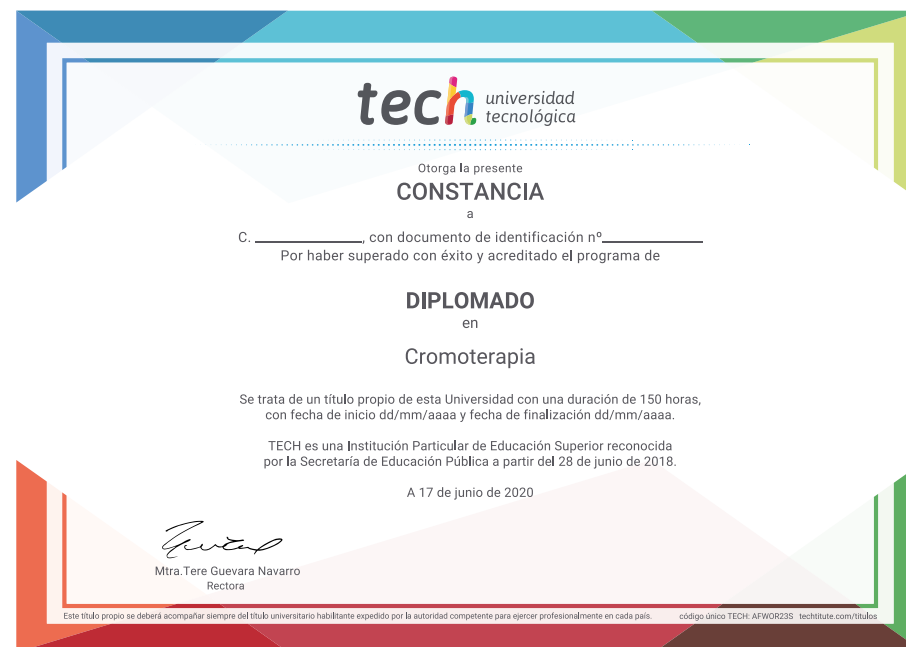 tech universidad
tecnológica
Otorga la presente
CONSTANCIA
a
C. ____________, con documento de identificación nº____________
Por haber superado con éxito y acreditado el programa de
DIPLOMADO
en
Cromoterapia
Se trata de un título propio de esta Universidad con una duración de 150 horas,
con fecha de inicio dd/mm/aaaa y fecha de finalización dd/mm/aaaa.
TECH es una Institución Particular de Educación Superior reconocida
por la Secretaría de Educación Pública a partir del 28 de junio de 2018.
A 17 de junio de 2020
Mtra.Tere Guevara Navarro
Rectora
Este título propio se deberá acompañar siempre del título universitario habilitante expedido por la autoridad competente para ejercer profesionalmente en cada país. código único TECH: AFWOR23S techtitute.com/titulos